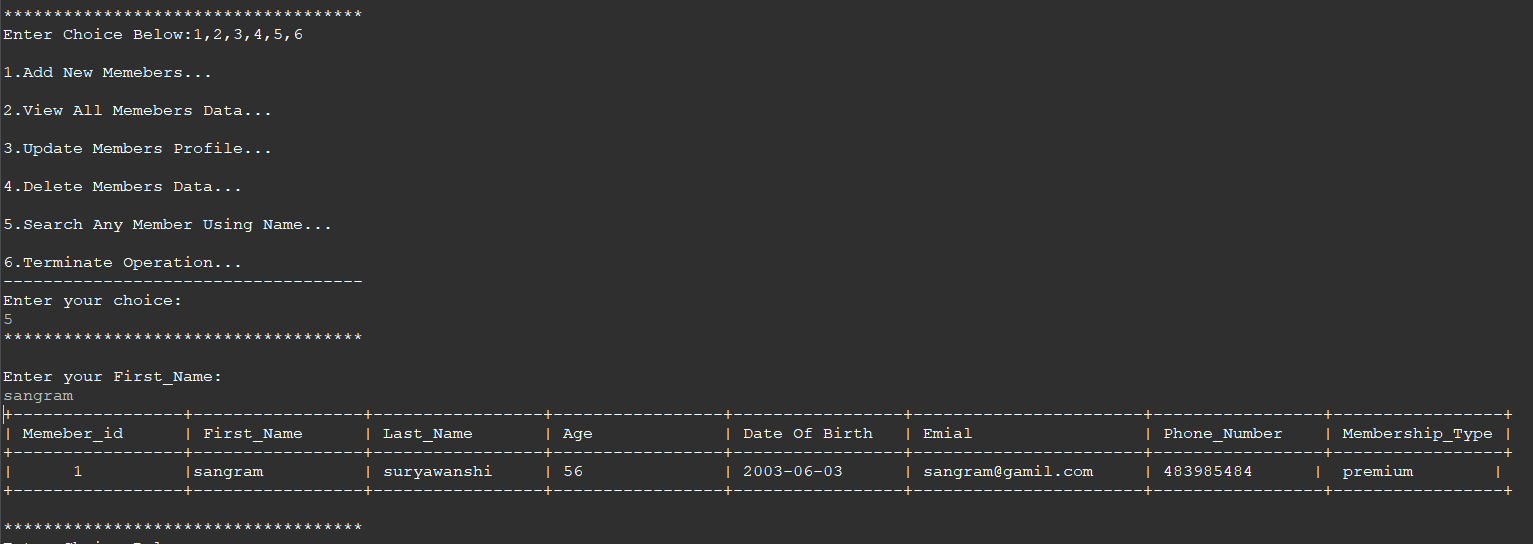 ************************************
Enter Choice Below:1,2,3,4,5,6
1.Add New Memebers...
2.View All Memebers Data...
3.Update Members Profile...
4.Delete Members Data...
5.Search Any Member Using Name...
6.Terminate Operation...
------------------------------------
Enter your choice:
5
************************************
Enter your First_Name:
sangram
+-----------------+-----------------+-----------------+-----------------+-----------------+-----------------------+-----------------+-----------------+
| Memeber_id      | First_Name      | Last_Name       | Age             | Date Of Birth   | Emial                 | Phone_Number    | Membership_Type |
+-----------------+-----------------+-----------------+-----------------+-----------------+-----------------------+-----------------+-----------------+
|      1          |sangram          | suryawanshi     | 56              | 2003-06-03      | sangram@gamil.com     | 483985484      |  premium        |
+-----------------+-----------------+-----------------+-----------------+-----------------+-----------------------+-----------------+-----------------+
************************************